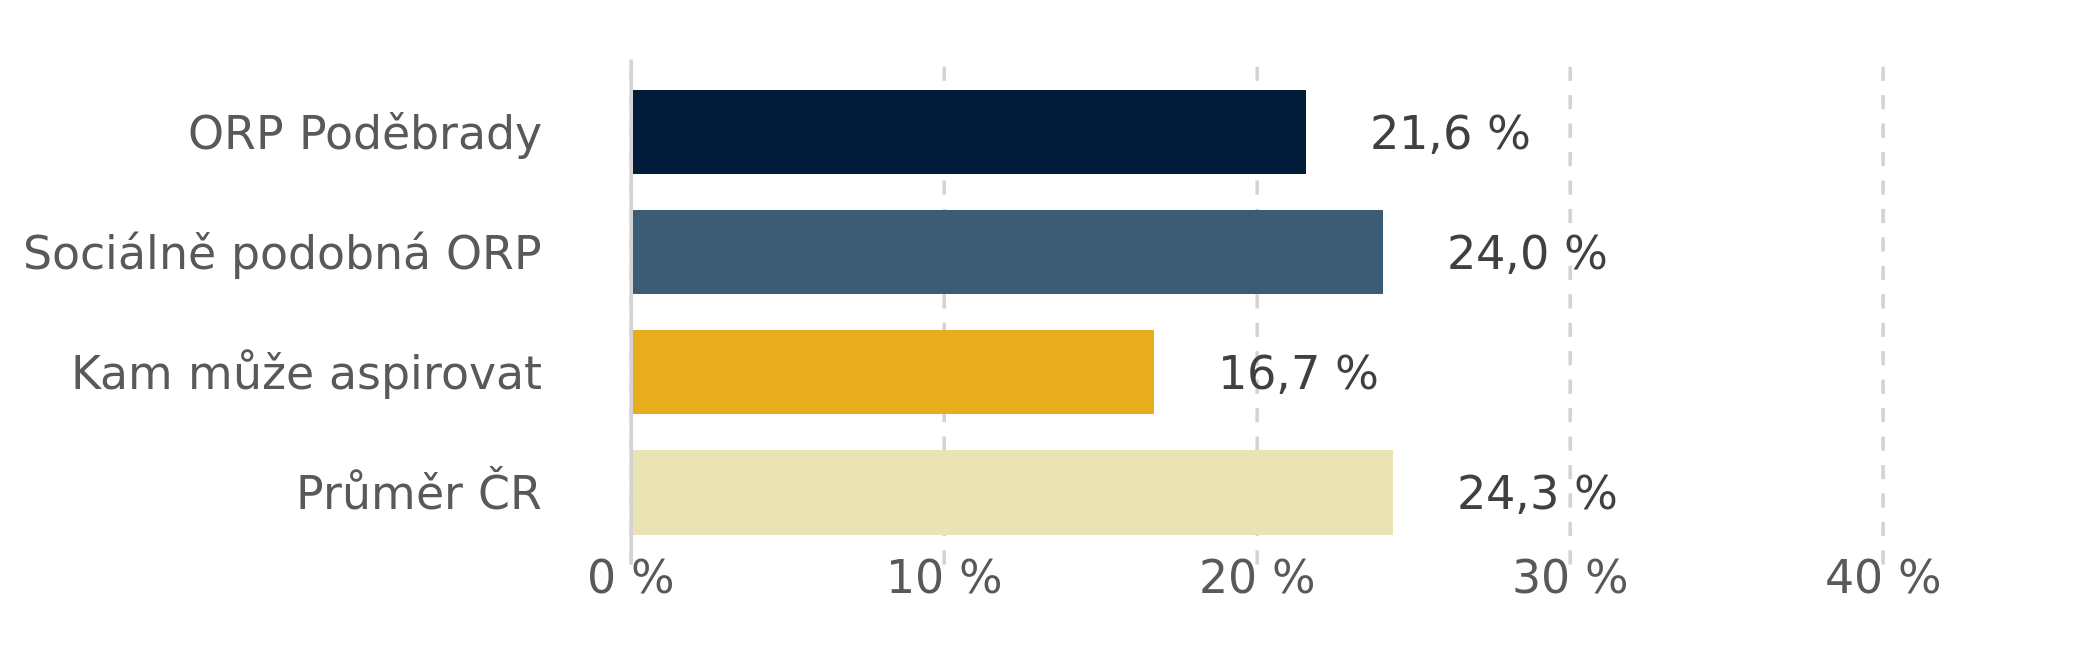 ORP Poděbrady 21,6 %
Sociálně podobná ORP 24,0 %
Kam může aspirovat 16,7 %
Průměr ČR 24,3 %
0 % 10 % 20 % 30 % 40 %